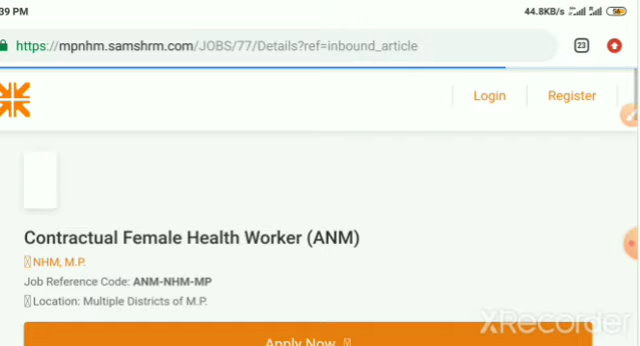 :39 PM
44.8KB/s 56
https://mpnhm.samshrm.com/JOBS/77/Details?ref=inbound_article
23
Login Register
Contractual Female Health Worker (ANM)
NHM, M.P.
Job Reference Code: ANM-NHM-MP
Location: Multiple Districts of M.P.
XRecorder
Apply Now